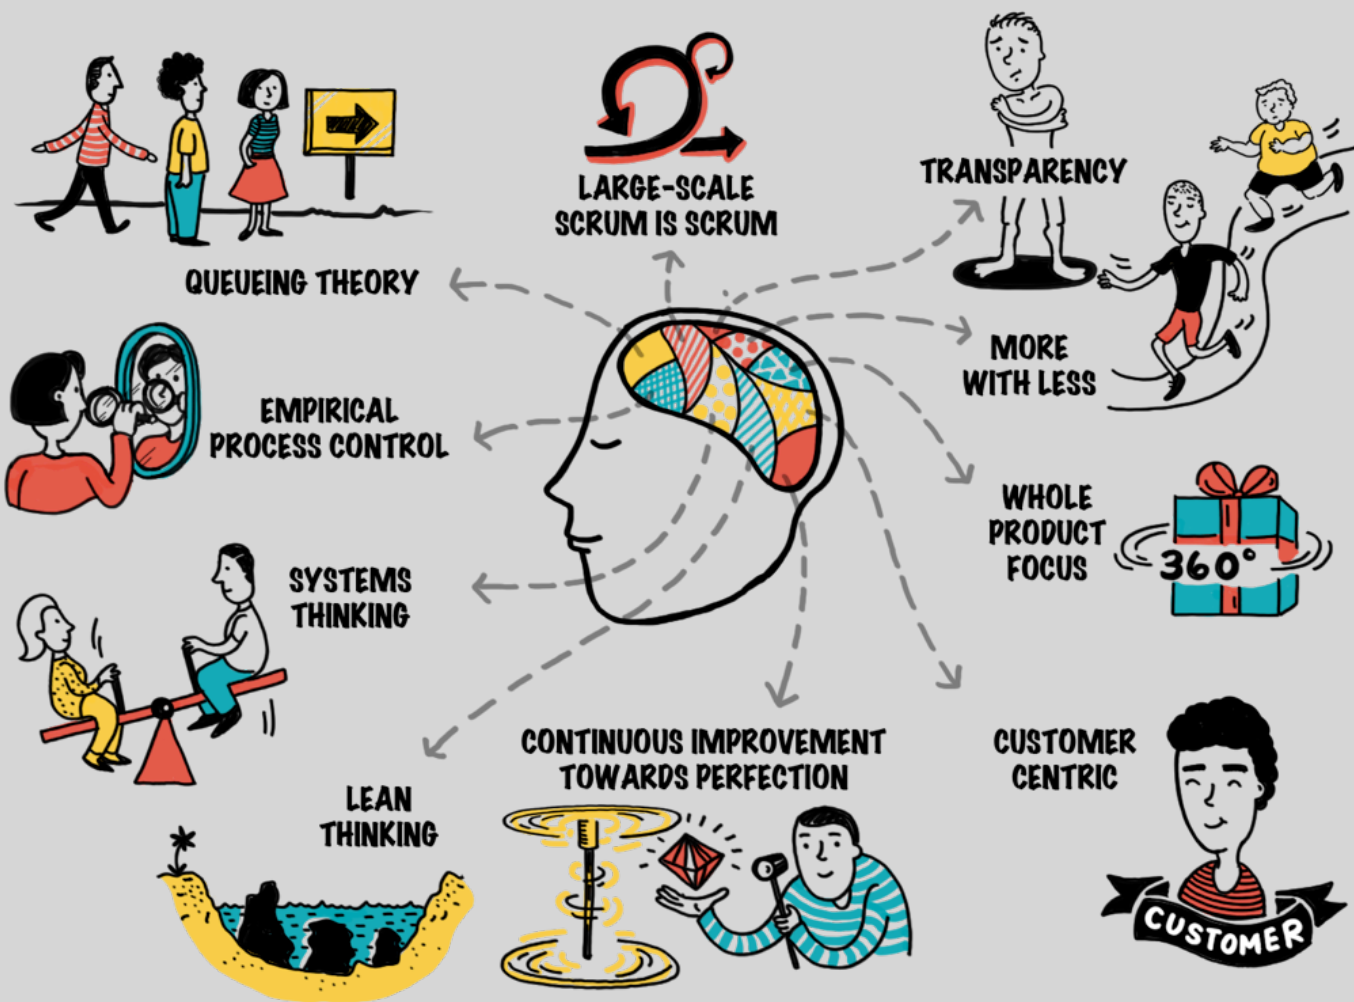 LARGE-SCALE
SCRUM IS SCRUM
TRANSPARENCY
QUEUEING THEORY
MORE
WITH LESS
EMPIRICAL
PROCESS CONTROL
WHOLE
PRODUCT
FOCUS
360°
SYSTEMS
THINKING
CONTINUOUS IMPROVEMENT
TOWARDS PERFECTION
CUSTOMER
CENTRIC
LEAN
THINKING
CUSTOMER